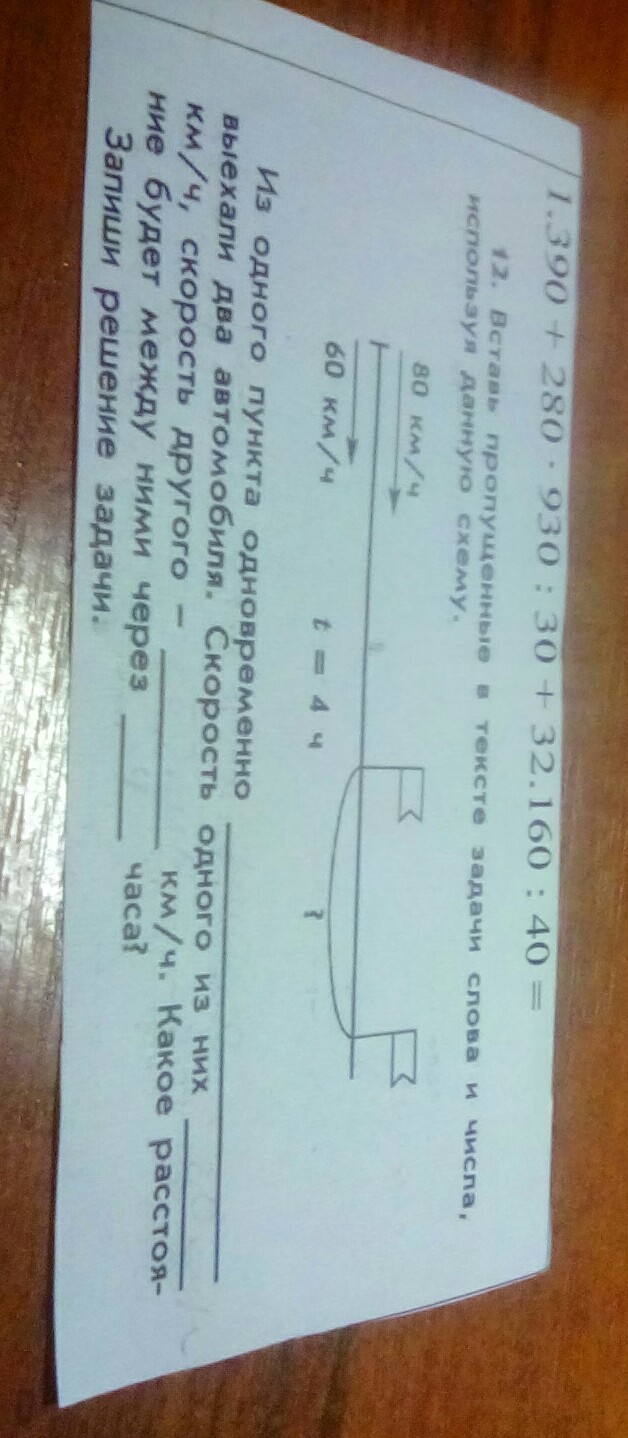 1.390 + 280 · 930 : 30 + 32.160 : 40 =
12. Вставь пропущенные в тексте задачи слова и числа,
используя данную схему.
80 км/ч
60 км/ч
t = 4 ч
?
Из одного пункта одновременно
выехали два автомобиля. Скорость одного из них
км/ч, скорость другого – км/ч. Какое расстоя-
ние будет между ними через часа?
Запиши решение задачи.